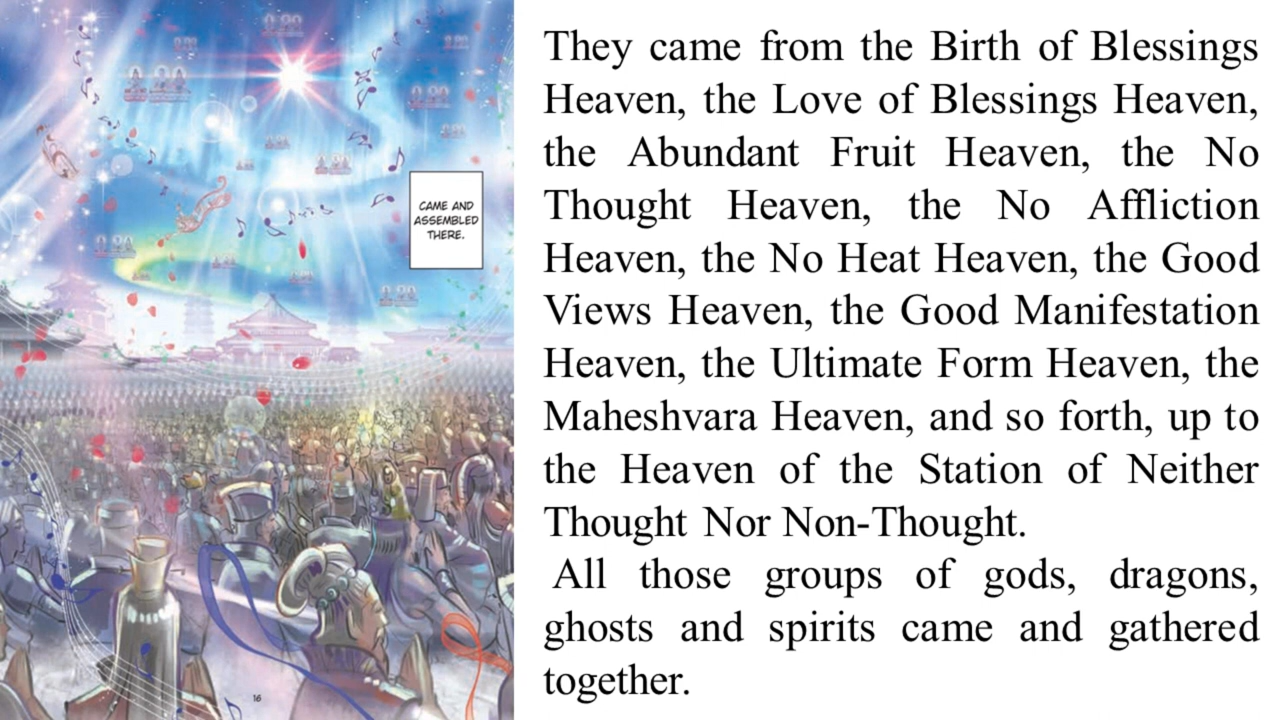 CAME AND
ASSEMBLED
THERE.
16
They came from the Birth of Blessings
Heaven, the Love of Blessings Heaven,
the Abundant Fruit Heaven, the No
Thought Heaven, the No Affliction
Heaven, the No Heat Heaven, the Good
Views Heaven, the Good Manifestation
Heaven, the Ultimate Form Heaven, the
Maheshvara Heaven, and so forth, up to
the Heaven of the Station of Neither
Thought Nor Non-Thought.
All those groups of gods, dragons,
ghosts and spirits came and gathered
together.